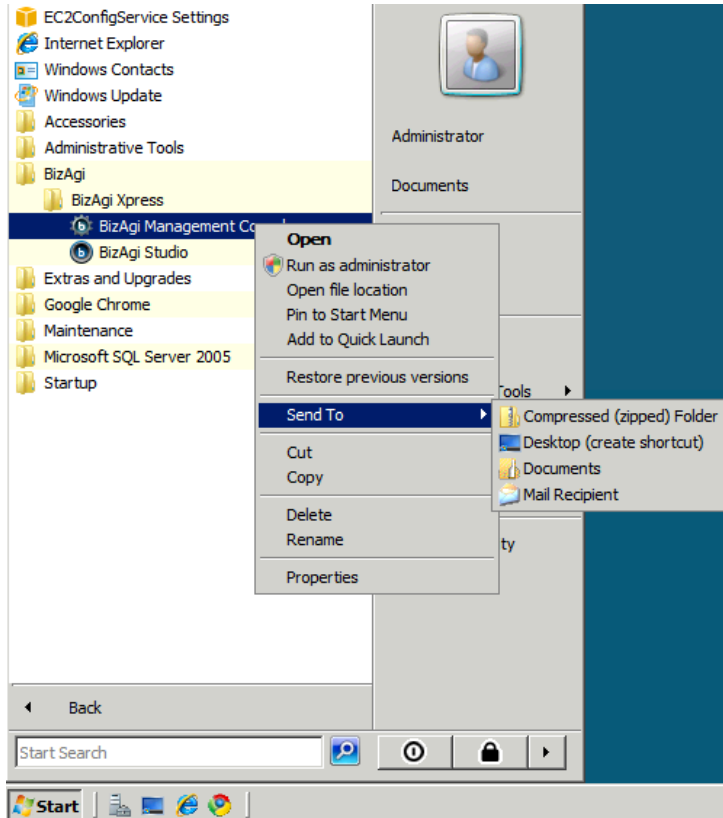 EC2ConfigService Settings
Internet Explorer
Windows Contacts
Windows Update
Accessories
Administrative Tools
BizAgi
BizAgi Xpress
BizAgi Management
BizAgi Studio
Extras and Upgrades
Google Chrome
Maintenance
Microsoft SQL Server 2005
Startup
Back
Start Search
Administrator
Documents
Tools
ty
Open
Run as administrator
Open file location
Pin to Start Menu
Add to Quick Launch
Restore previous versions
Send To
Cut
Copy
Delete
Rename
Properties
Compressed (zipped) Folder
Desktop (create shortcut)
Documents
Mail Recipient
Start